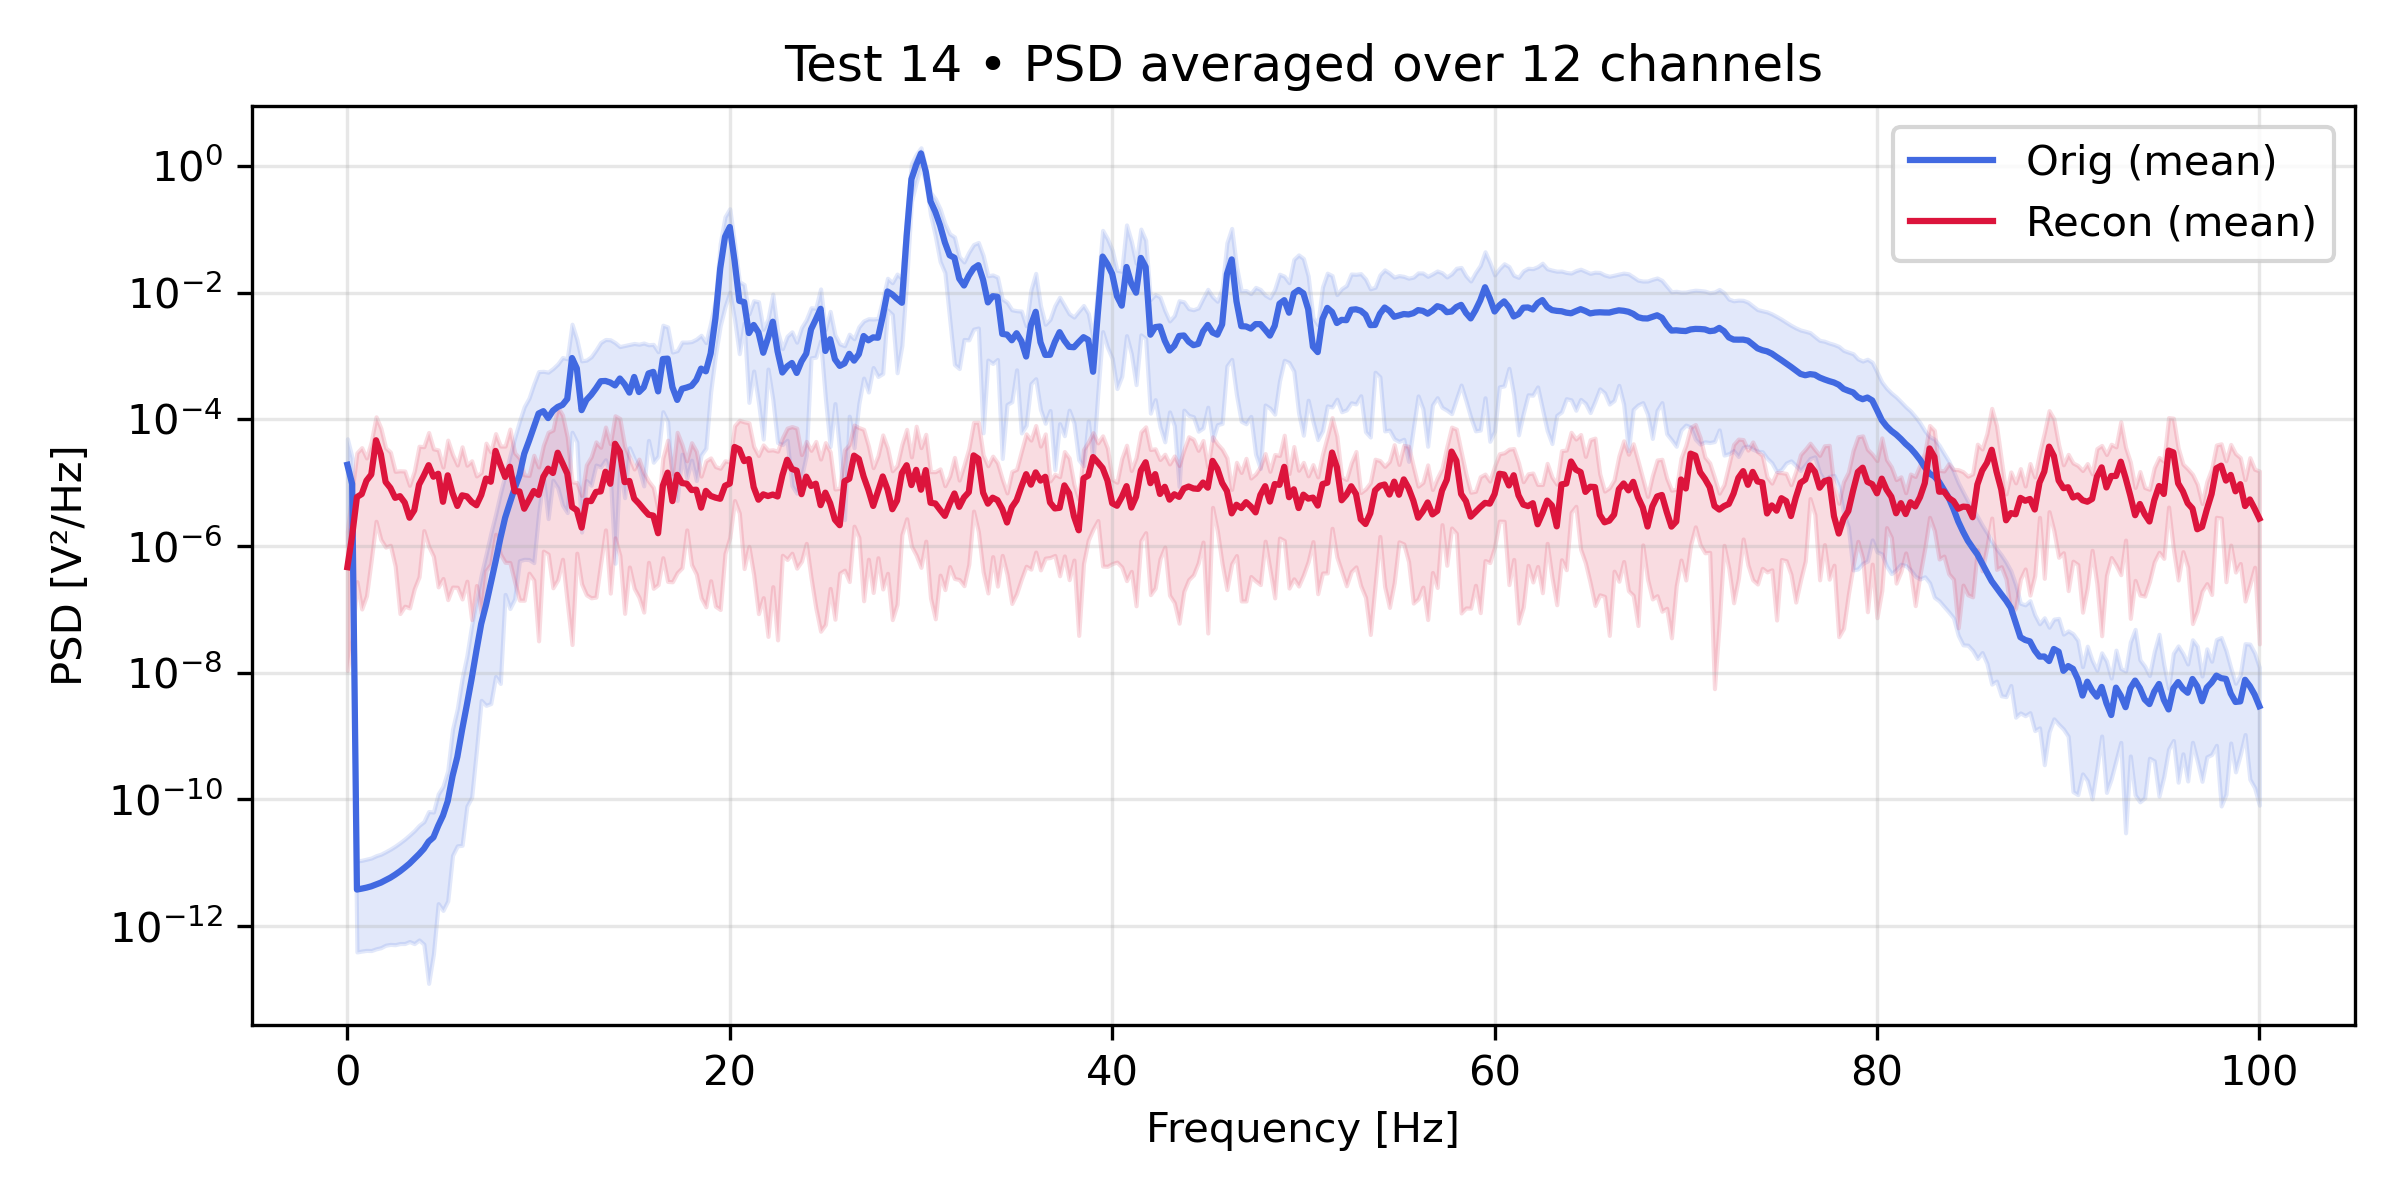 Test 14 • PSD averaged over 12 channels
Orig (mean)
Recon (mean)
PSD [V²/Hz]
10⁰
10⁻²
10⁻⁴
10⁻⁶
10⁻⁸
10⁻¹⁰
10⁻¹²
0 20 40 60 80 100
Frequency [Hz]